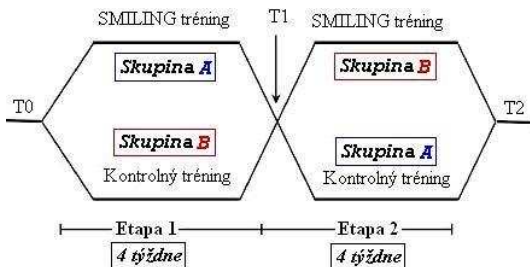 SMILING tréning
T1
SMILING tréning
Skupina A
Skupina B
T0
T2
Skupina B
Skupina A
Kontrolný tréning
Kontrolný tréning
Etapa 1
Etapa 2
4 týždne
4 týždne